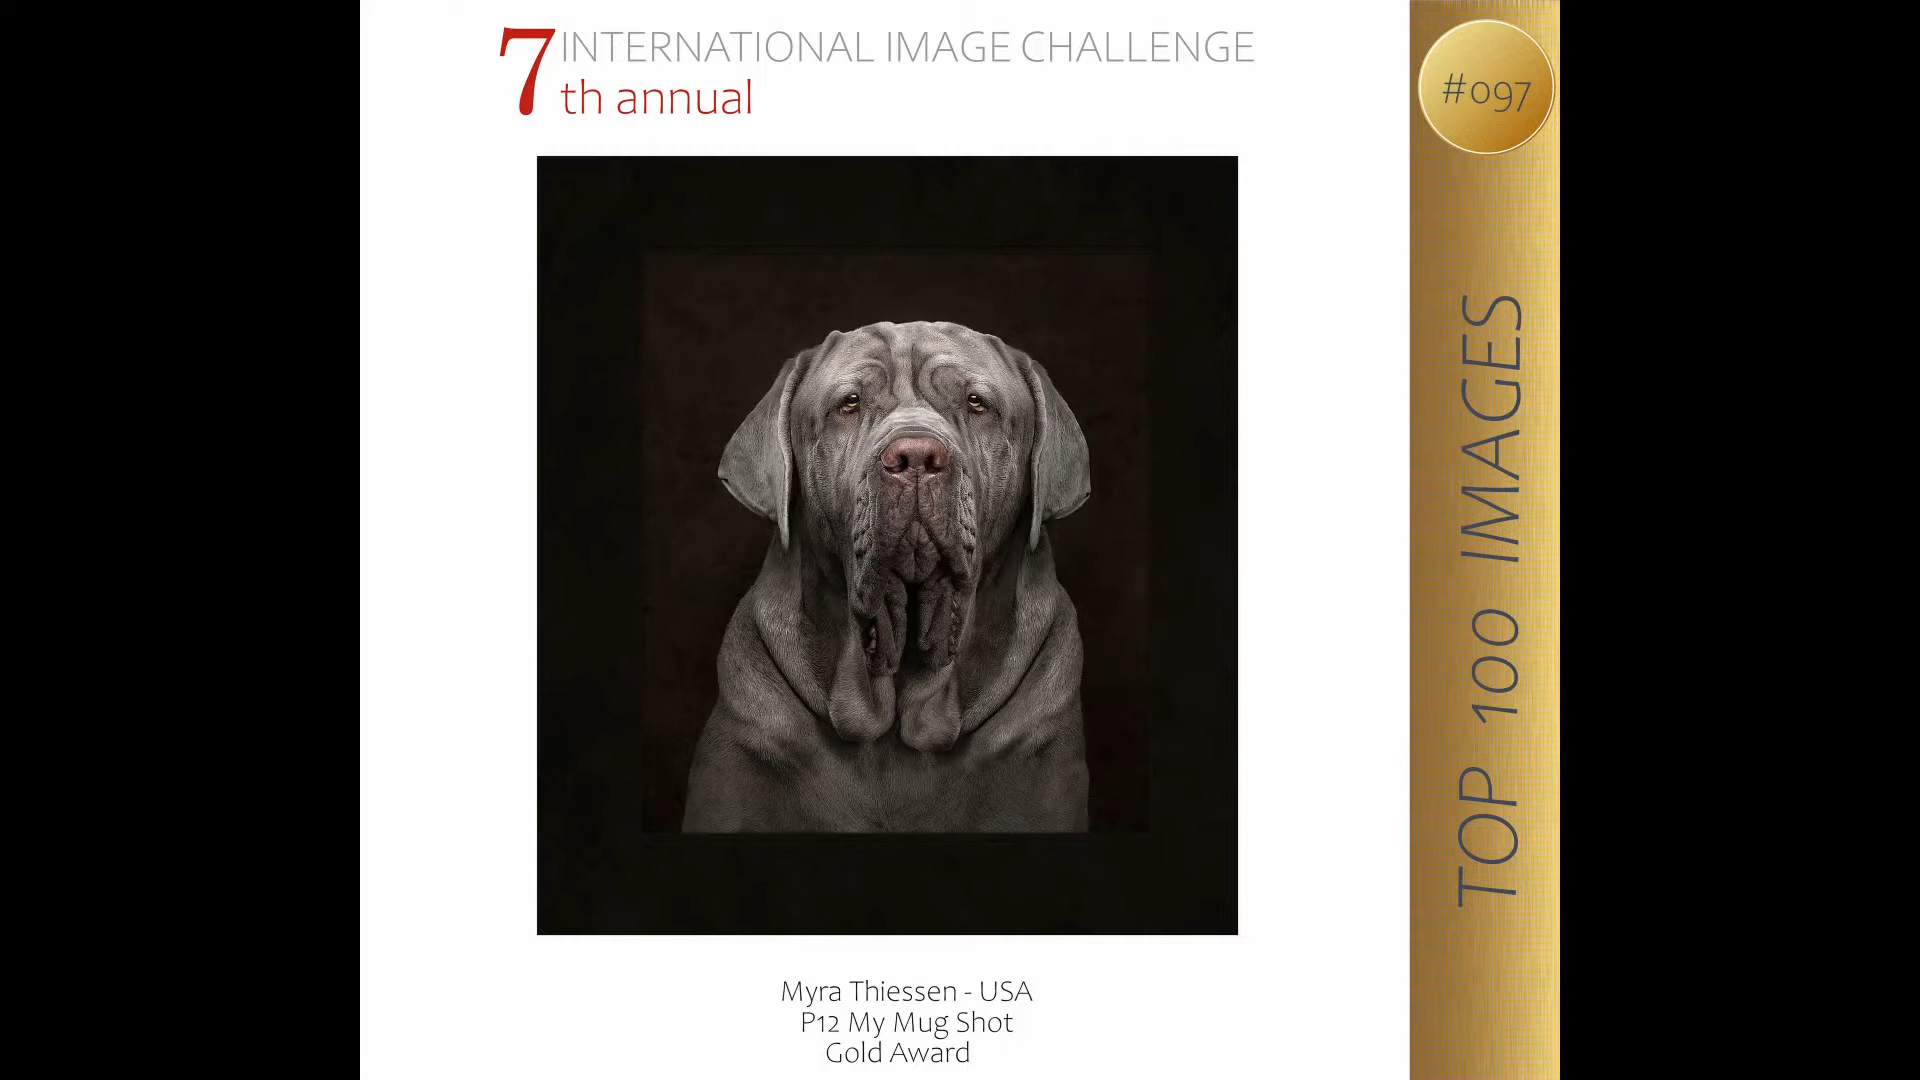 7 INTERNATIONAL IMAGE CHALLENGE
th annual
#097
TOP 100 IMAGES
Myra Thiessen - USA
P12 My Mug Shot
Gold Award